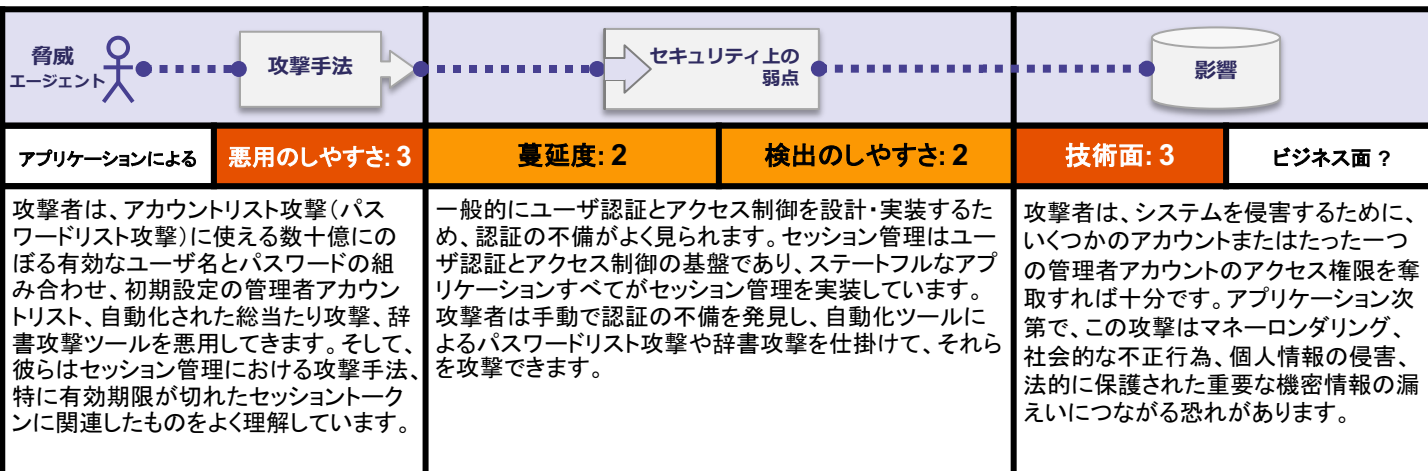 脅威
エージェント
攻撃手法
セキュリティ上の
弱点
影響
アプリケーションによる
悪用のしやすさ: 3
蔓延度: 2
検出のしやすさ: 2
技術面: 3
ビジネス面 ?
攻撃者は、アカウントリスト攻撃(パス
ワードリスト攻撃)に使える数十億にの
ぼる有効なユーザ名とパスワードの組
み合わせ、初期設定の管理者アカウン
トリスト、自動化された総当たり攻撃、辞
書攻撃ツールを悪用してきます。そして、
彼らはセッション管理における攻撃手法、
特に有効期限が切れたセッショントーク
ンに関連したものをよく理解しています。
一般的にユーザ認証とアクセス制御を設計・実装するた
め、認証の不備がよく見られます。セッション管理はユー
ザ認証とアクセス制御の基盤であり、ステートフルなアプ
リケーションすべてがセッション管理を実装しています。
攻撃者は手動で認証の不備を発見し、自動化ツールに
よるパスワードリスト攻撃や辞書攻撃を仕掛けて、それら
を攻撃できます。
攻撃者は、システムを侵害するために、
いくつかのアカウントまたはたった一つ
の管理者アカウントのアクセス権限を奪
取すれば十分です。アプリケーション次
第で、この攻撃はマネーロンダリング、
社会的な不正行為、個人情報の侵害、
法的に保護された重要な機密情報の漏
えいにつながる恐れがあります。